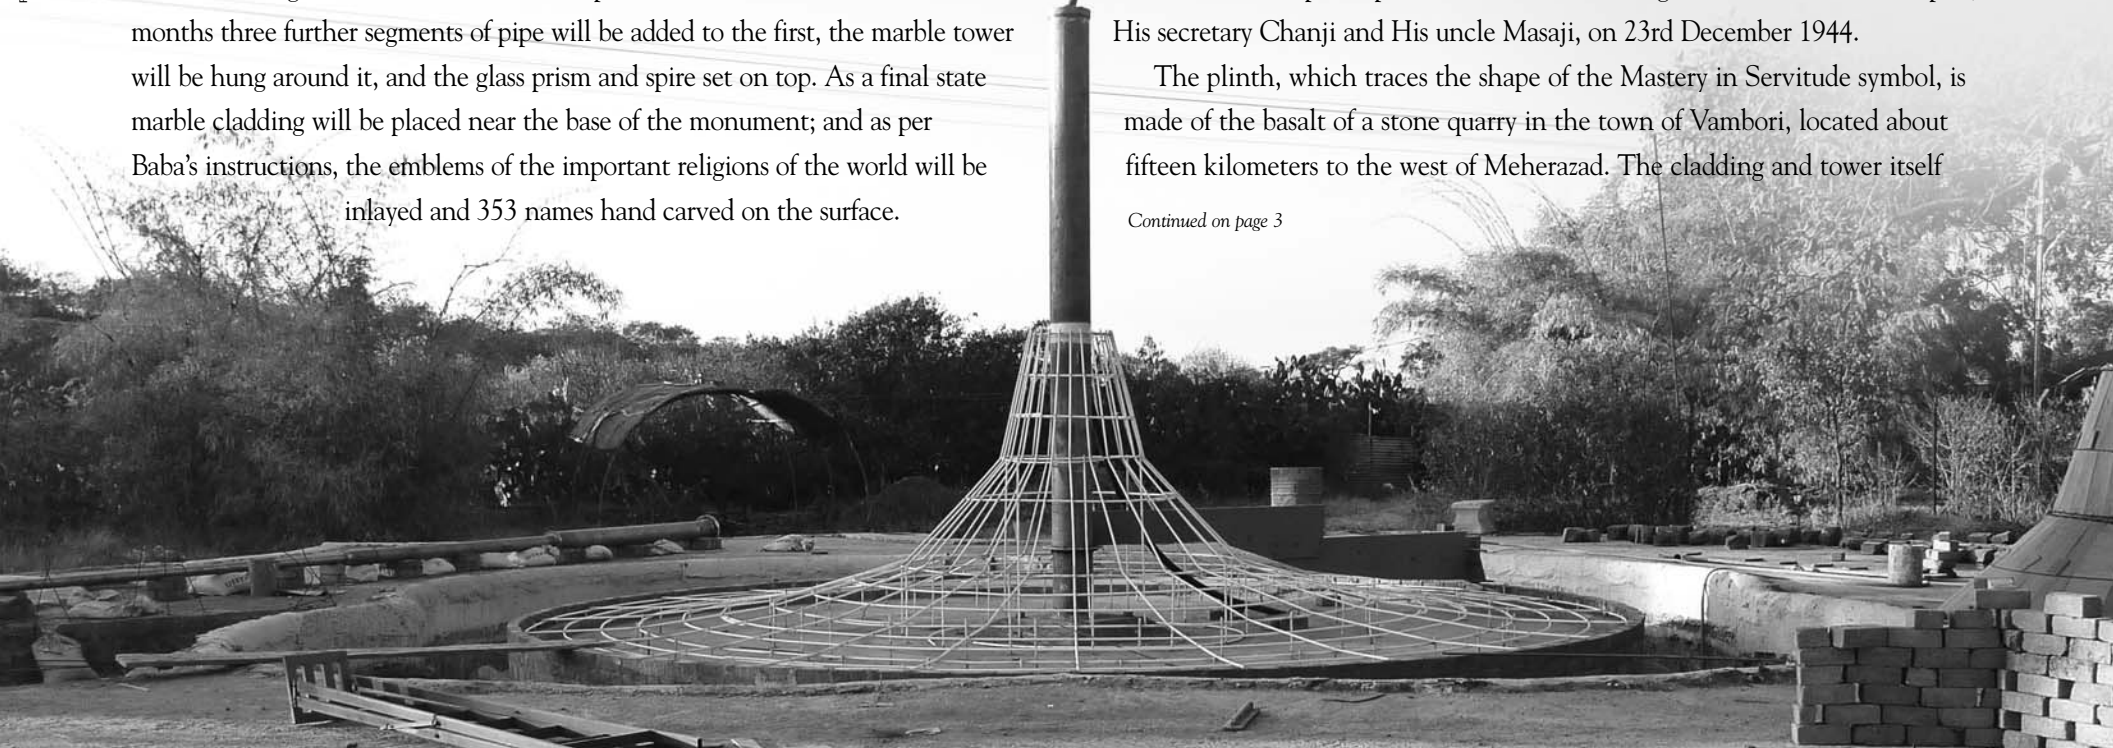 months three further segments of pipe will be added to the first, the marble tower
will be hung around it, and the glass prism and spire set on top. As a final state
marble cladding will be placed near the base of the monument; and as per
Baba's instructions, the emblems of the important religions of the world will be
inlayed and 353 names hand carved on the surface.
His secretary Chanji and His uncle Masaji, on 23rd December 1944.
The plinth, which traces the shape of the Mastery in Servitude symbol, is
made of the basalt of a stone quarry in the town of Vambori, located about
fifteen kilometers to the west of Meherazad. The cladding and tower itself
Continued on page 3